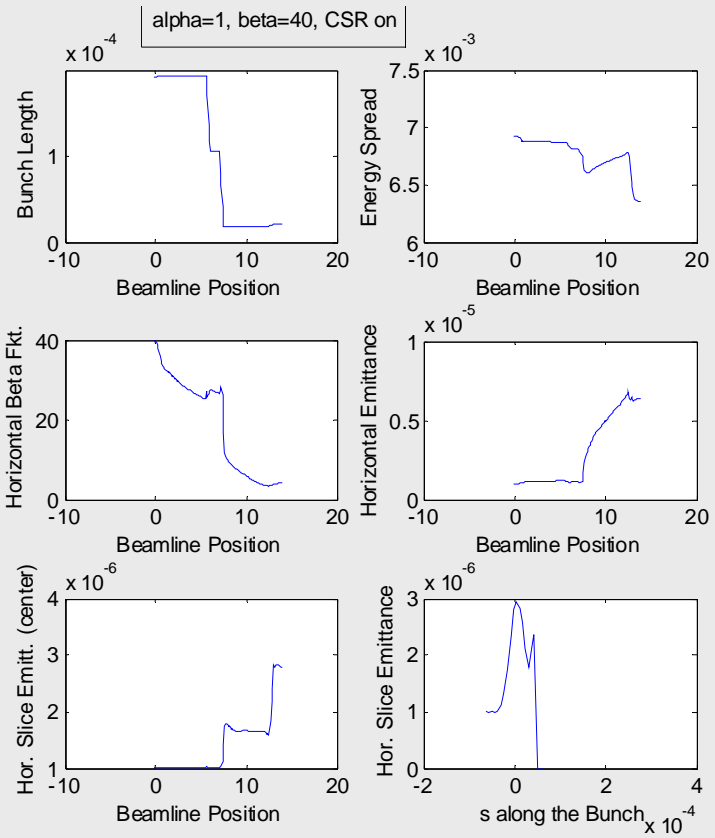 alpha=1, beta=40, CSR on
x 10^-4
Bunch Length
1
0
-10 0 10 20
Beamline Position
x 10^-3
Energy Spread
7.5
7
6.5
6
-10 0 10 20
Beamline Position
Horizontal Beta Fkt.
40
20
0
-10 0 10 20
Beamline Position
x 10^-5
Horizontal Emittance
1
0.5
0
-10 0 10 20
Beamline Position
x 10^-6
Hor. Slice Emitt. (center)
4
3
2
1
-10 0 10 20
Beamline Position
x 10^-6
Hor. Slice Emittance
3
2
1
0
-2 0 2 4
s along the Bunch x 10^-4